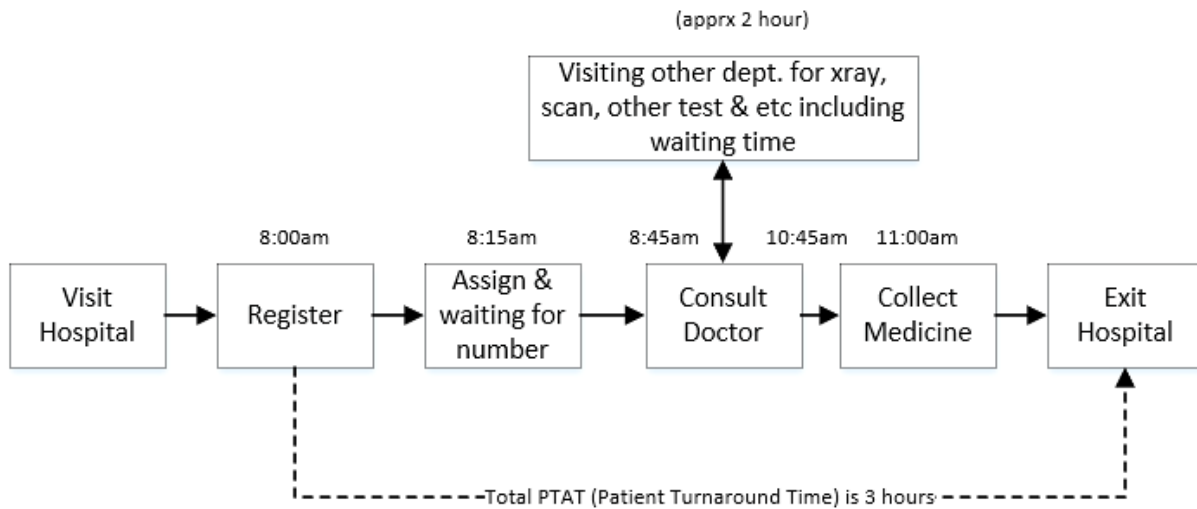 (apprx 2 hour)
Visiting other dept. for xray,
scan, other test & etc including
waiting time
8:00am
8:15am
8:45am
10:45am
11:00am
Visit
Hospital
Register
Assign &
waiting for
number
Consult
Doctor
Collect
Medicine
Exit
Hospital
Total PTAT (Patient Turnaround Time) is 3 hours